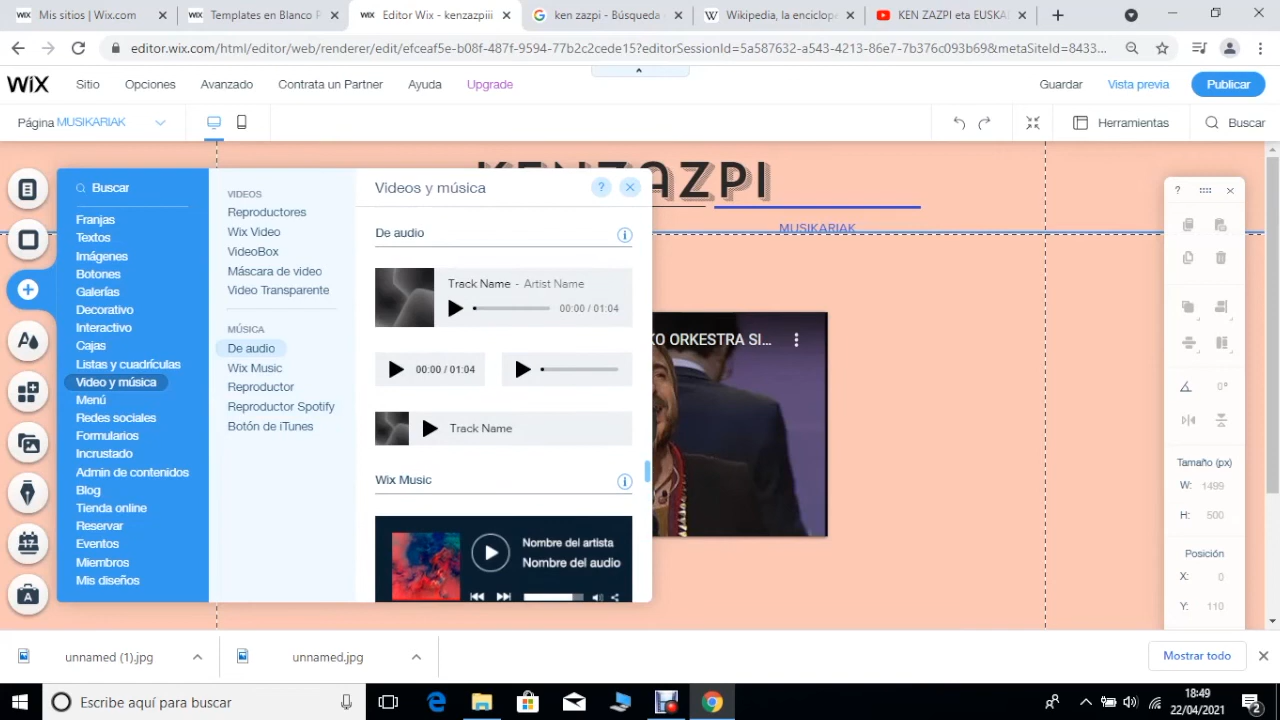 Mis sitios | Wix.com
Templates en Blanco P
Editor Wix - kenzazpiii
ken zazpi - Búsqueda
Wikipedia, la enciclope
KEN ZAZPI eta EUSKA
editor.wix.com/html/editor/web/renderer/edit/efceaf5e-b08f-487f-9594-77b2c2cede15?editorSessionId=5a587632-a543-4213-86e7-7b376c093b69&metaSiteId=8433...
WiX
Sitio
Opciones
Avanzado
Contrata un Partner
Ayuda
Upgrade
Guardar
Vista previa
Publicar
Página MUSIKARIAK
Herramientas
Buscar
KENZAZPI
MUSIKARIAK
KO ORKESTRA SI...
Buscar
Franjas
Textos
Imágenes
Botones
Galerías
Decorativo
Interactivo
Cajas
Listas y cuadrículas
Video y música
Menú
Redes sociales
Formularios
Incrustado
Admin de contenidos
Blog
Tienda online
Reservar
Eventos
Miembros
Mis diseños
VIDEOS
Reproductores
Wix Video
VideoBox
Máscara de video
Video Transparente
MÚSICA
De audio
Wix Music
Reproductor
Reproductor Spotify
Botón de iTunes
Videos y música
?
De audio
Track Name - Artist Name
00:00 / 01:04
00:00 / 01:04
Track Name
Wix Music
Nombre del artista
Nombre del audio
?
0°
Tamaño (px)
W: 1499
H: 500
Posición
X: 0
Y: 110
unnamed (1).jpg
unnamed.jpg
Mostrar todo
Escribe aquí para buscar
18:49
22/04/2021
2